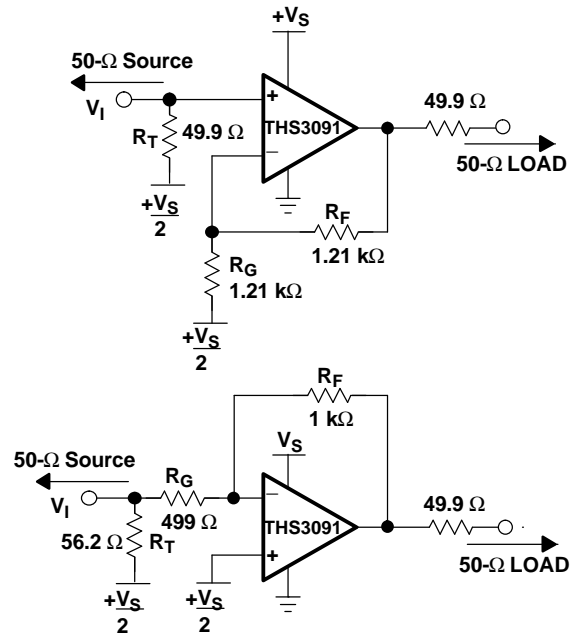 +VS
50-Ω Source
VI
RT
49.9 Ω
+VS
2
+
THS3091
−
49.9 Ω
50-Ω LOAD
RF
1.21 kΩ
RG
1.21 kΩ
+VS
2
RF
1 kΩ
50-Ω Source
VS
VI
RG
499 Ω
56.2 Ω
RT
−
THS3091
+
49.9 Ω
50-Ω LOAD
+VS
2
+VS
2